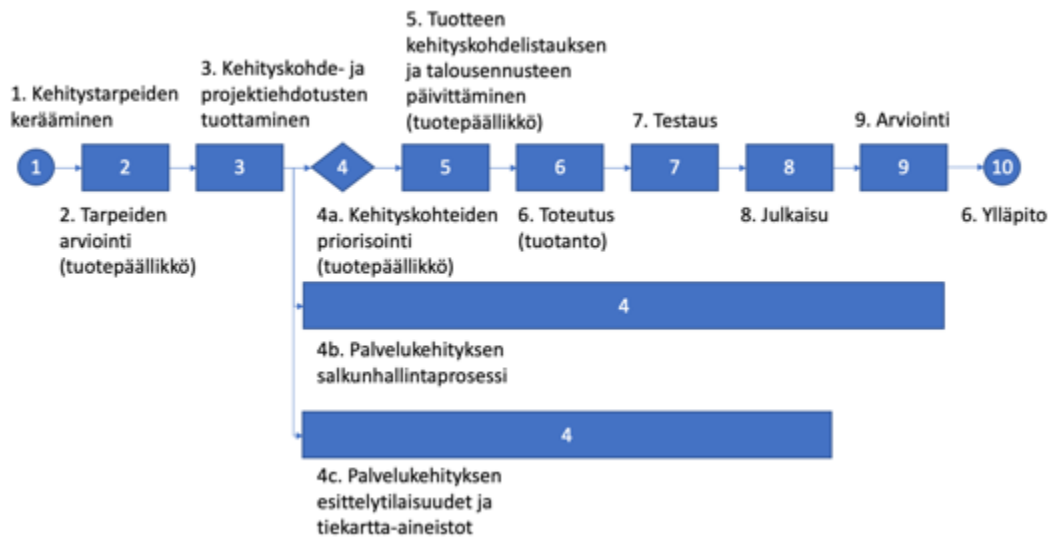 1. Kehitystarpeiden
kerääminen
3. Kehityskohde- ja
projektiehdotusten
tuottaminen
5. Tuotteen
kehityskohdelistauksen
ja talousennusteen
päivittäminen
(tuotepäällikkö)
7. Testaus
9. Arviointi
1
2
3
4
5
6
7
8
9
10
2. Tarpeiden
arviointi
(tuotepäällikkö)
4a. Kehityskohteiden
priorisointi
(tuotepäällikkö)
6. Toteutus
(tuotanto)
8. Julkaisu
6. Ylläpito
4
4b. Palvelukehityksen
salkunhallintaprosessi
4
4c. Palvelukehityksen
esittelytilaisuudet ja
tiekartta-aineistot